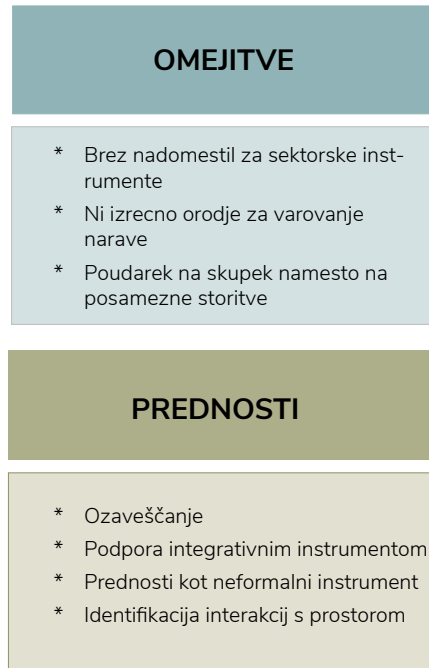 OMEJITVE
* Brez nadomestil za sektorske inst-
rumente
* Ni izrecno orodje za varovanje
narave
* Poudarek na skupek namesto na
posamezne storitve
PREDNOSTI
* Ozaveščanje
* Podpora integrativnim instrumentom
* Prednosti kot neformalni instrument
* Identifikacija interakcij s prostorom